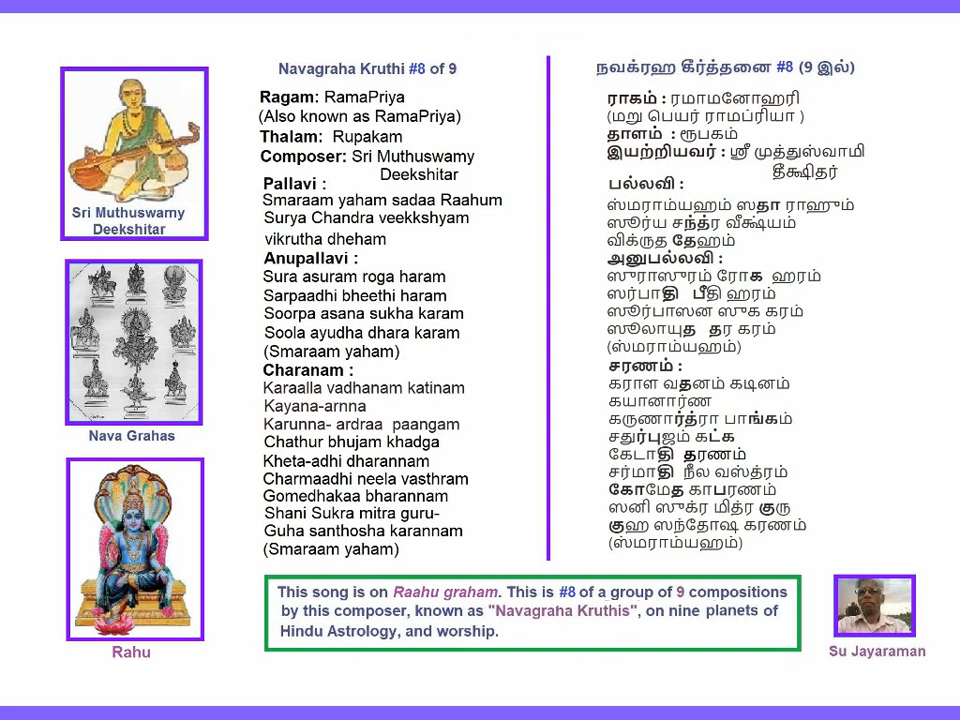 Navagraha Kruthi #8 of 9
Ragam: RamaPriya
(Also known as RamaPriya)
Thalam: Rupakam
Composer: Sri Muthuswamy
Deekshitar
Pallavi :
Smaraam yaham sadaa Raahum
Surya Chandra veekkshyam
vikrutha dheham
Anupallavi :
Sura asuram roga haram
Sarpaadhi bheethi haram
Soorpa asana sukha karam
Soola ayudha dhara karam
(Smaraam yaham)
Charanam :
Karaalla vadhanam katinam
Kayana-arnna
Karunna- ardraa paangam
Chathur bhujam khadga
Kheta-adhi dharannam
Charmaadhi neela vasthram
Gomedhakaa bharannam
Shani Sukra mitra guru-
Guha santhosha karannam
(Smaraam yaham)
நவக்ரஹ கீர்த்தனை #8 (9 இல்)
ராகம் : ரமாமனோஹரி
(மறு பெயர் ராமப்ரியா )
தாளம் : ரூபகம்
இயற்றியவர் : ஸ்ரீ முத்துஸ்வாமி
தீக்ஷிதர்
பல்லவி :
ஸ்மராம்யஹம் ஸதா ராஹும்
ஸூர்ய சந்த்ர வீக்ஷ்யம்
விக்ருத தேஹம்
அனுபல்லவி :
ஸுராஸுரம் ரோக ஹரம்
ஸர்பாதி பீதி ஹரம்
ஸூர்பாஸன ஸுக கரம்
ஸூலாயுத தர கரம்
(ஸ்மராம்யஹம்)
சரணம் :
கராள வதனம் கடினம்
கயானார்ண
கருணார்த்ரா பாங்கம்
சதுர்புஜம் கட்க
கேடாதி தரணம்
சர்மாதி நீல வஸ்த்ரம்
கோமேத காபரணம்
ஸனி ஸுக்ர மித்ர குரு
குஹ ஸந்தோஷ கரணம்
(ஸ்மராம்யஹம்)
Sri Muthuswamy
Deekshitar
Nava Grahas
Rahu
This song is on Raahu graham. This is #8 of a group of 9 compositions
by this composer, known as "Navagraha Kruthis", on nine planets of
Hindu Astrology, and worship.
Su Jayaraman